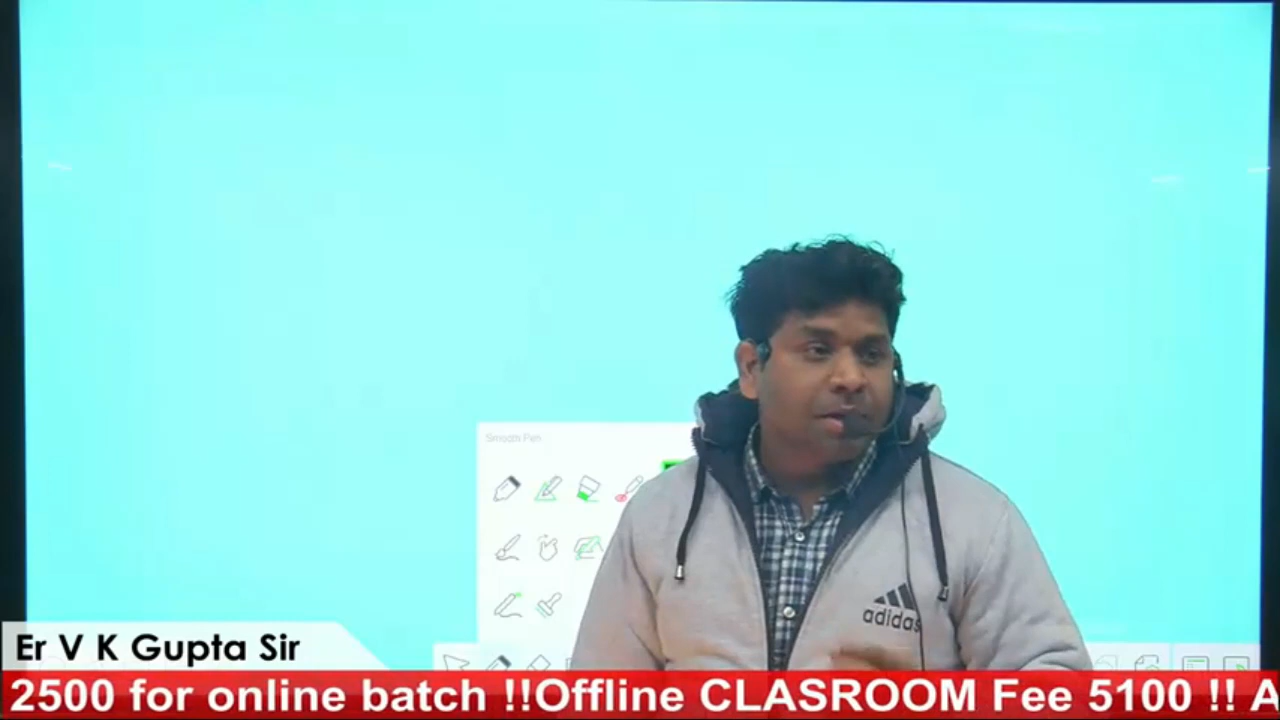 Smooth Pen
adidas
Er V K Gupta Sir
2500 for online batch !!Offline CLASROOM Fee 5100 !! A